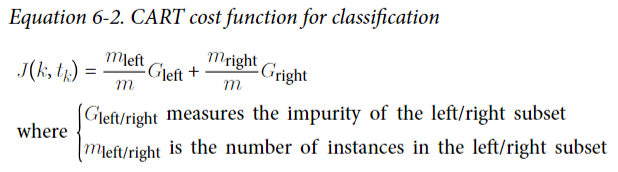 Equation 6-2. CART cost function for classification
J(k, t_k) = m_left/m G_left + m_right/m G_right
where { G_left/right measures the impurity of the left/right subset
m_left/right is the number of instances in the left/right subset